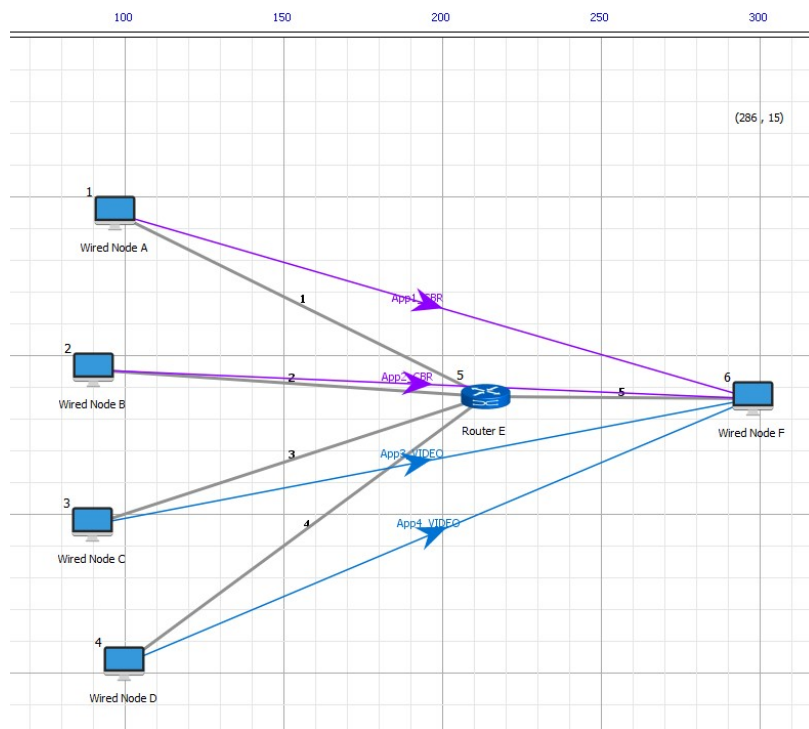 100 150 200 250 300
(286 , 15)
1
Wired Node A
1
App1_CBR
2
Wired Node B
2
App2_CBR
5
Router E
5
6
Wired Node F
3
App3_VIDEO
3
Wired Node C
4
App4_VIDEO
4
Wired Node D